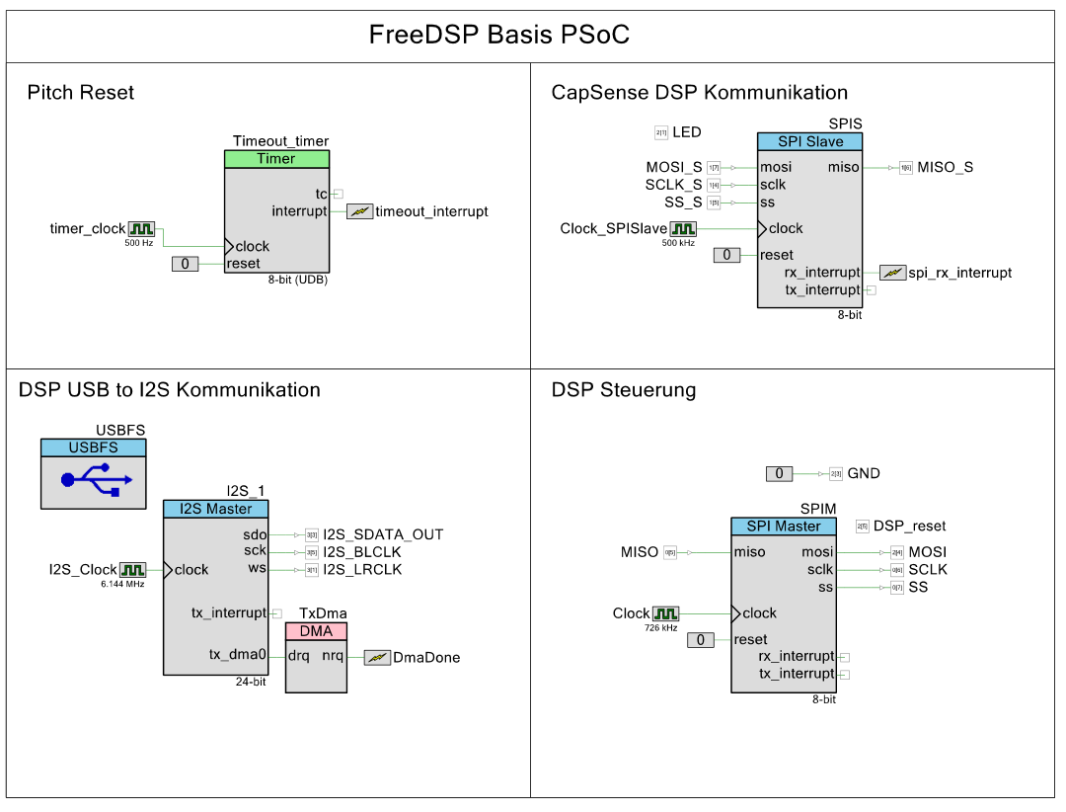 FreeDSP Basis PSoC
Pitch Reset
Timeout_timer
Timer
tc
interrupt
timeout_interrupt
timer_clock
500 Hz
clock
0
reset
8-bit (UDB)
CapSense DSP Kommunikation
LED
SPIS
SPI Slave
MOSI_S
mosi
miso
MISO_S
SCLK_S
sclk
SS_S
ss
Clock_SPISlave
500 kHz
clock
0
reset
rx_interrupt
spi_rx_interrupt
tx_interrupt
8-bit
DSP USB to I2S Kommunikation
USBFS
USBFS
I2S_1
I2S Master
sdo
I2S_SDATA_OUT
sck
I2S_BLCLK
I2S_Clock
6.144 MHz
clock
ws
I2S_LRCLK
tx_interrupt
TxDma
DMA
tx_dma0
drq
nrq
DmaDone
24-bit
DSP Steuerung
0
GND
SPIM
SPI Master
DSP_reset
MISO
miso
mosi
MOSI
sclk
SCLK
ss
SS
Clock
726 kHz
clock
0
reset
rx_interrupt
tx_interrupt
8-bit